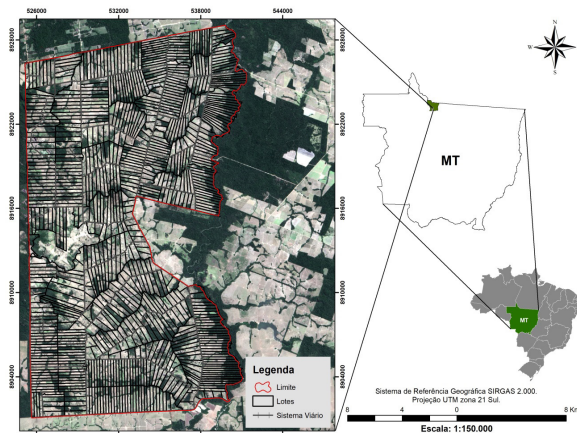 526000
532000
538000
544000
8928000
8922000
8916000
8910000
8904000
N
W
E
S
MT
MT
Legenda
Limite
Lotes
Sistema Viário
Sistema de Referência Geográfica SIRGAS 2.000.
Projeção UTM zona 21 Sul.
8 4 0 8 Km
Escala: 1:150.000